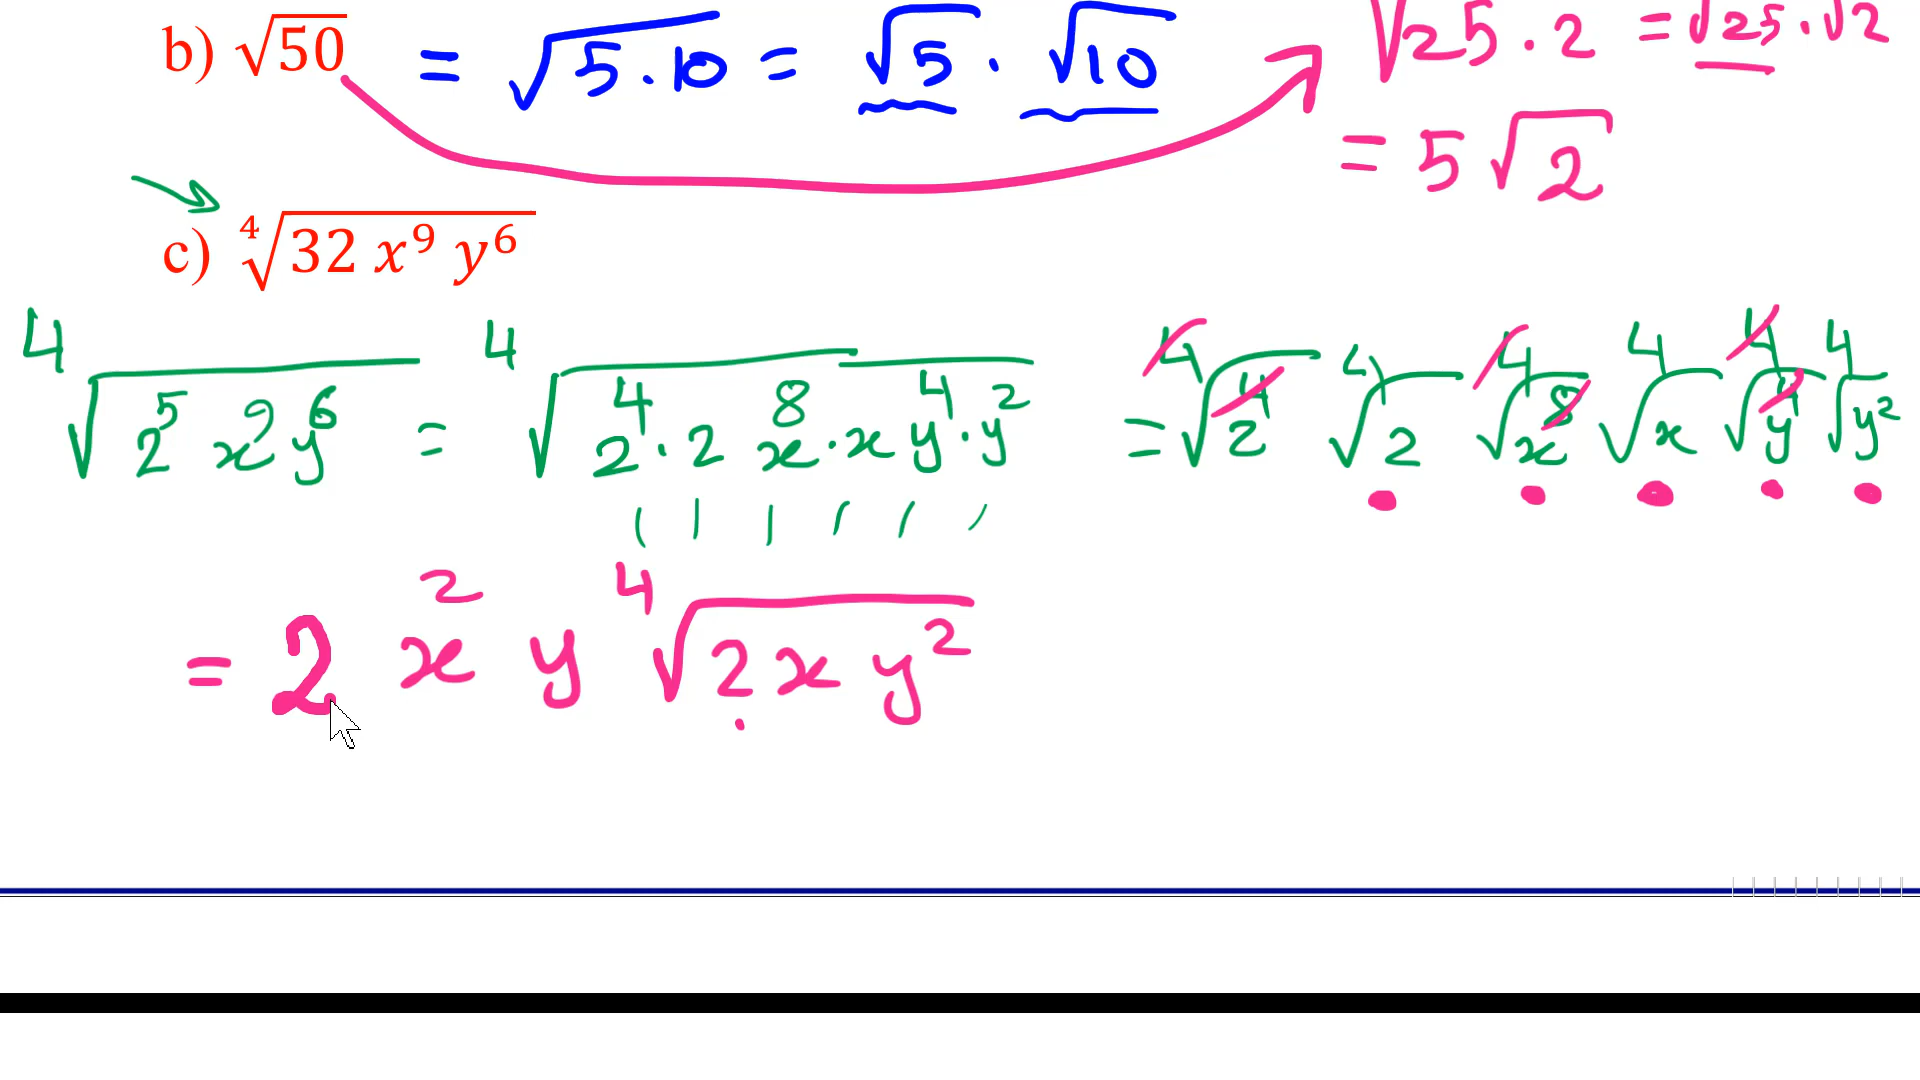 b) √50 = √5·10 = √5 · √10
√25·2 = √25·√2
= 5√2
c) ⁴√32 x⁹ y⁶
⁴√2⁵ x⁹ y⁶ = ⁴√2⁴·2 x⁸·x y⁴·y² = ⁴√2⁴ ⁴√2 ⁴√x⁸ ⁴√x ⁴√y⁴ ⁴√y²
= 2 x² y ⁴√2 x y²